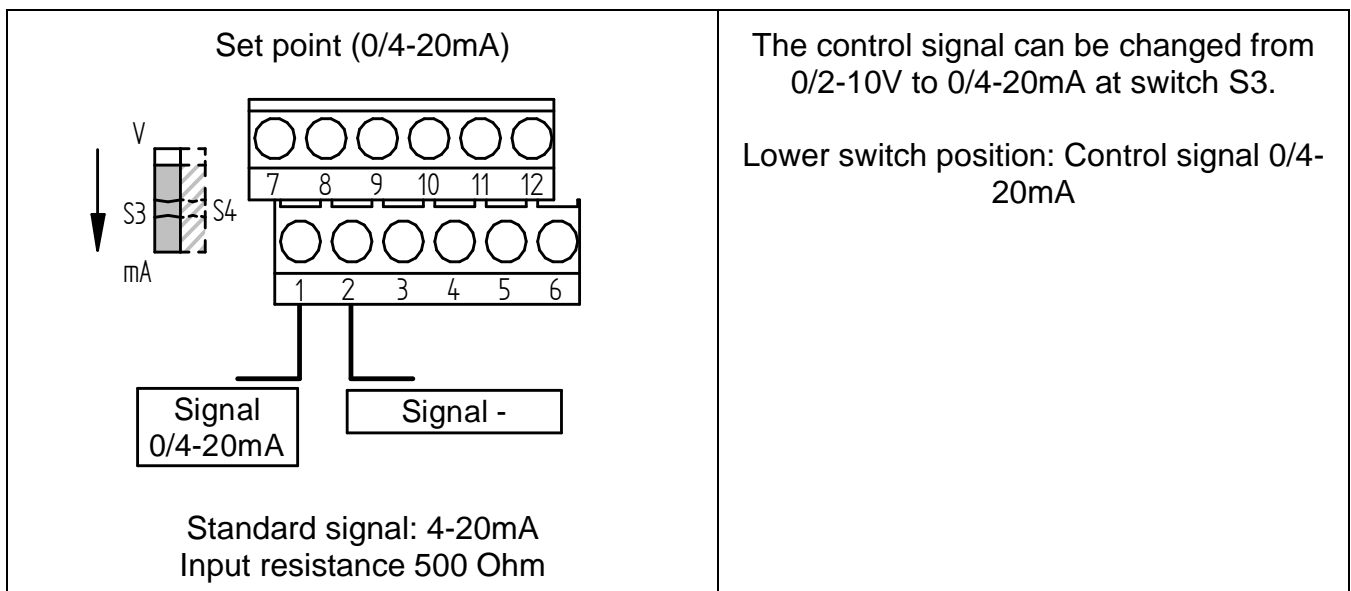 Set point (0/4-20mA)
V
7 8 9 10 11 12
S3 S4
mA
1 2 3 4 5 6
Signal
0/4-20mA
Signal -
Standard signal: 4-20mA
Input resistance 500 Ohm
The control signal can be changed from
0/2-10V to 0/4-20mA at switch S3.
Lower switch position: Control signal 0/4-
20mA